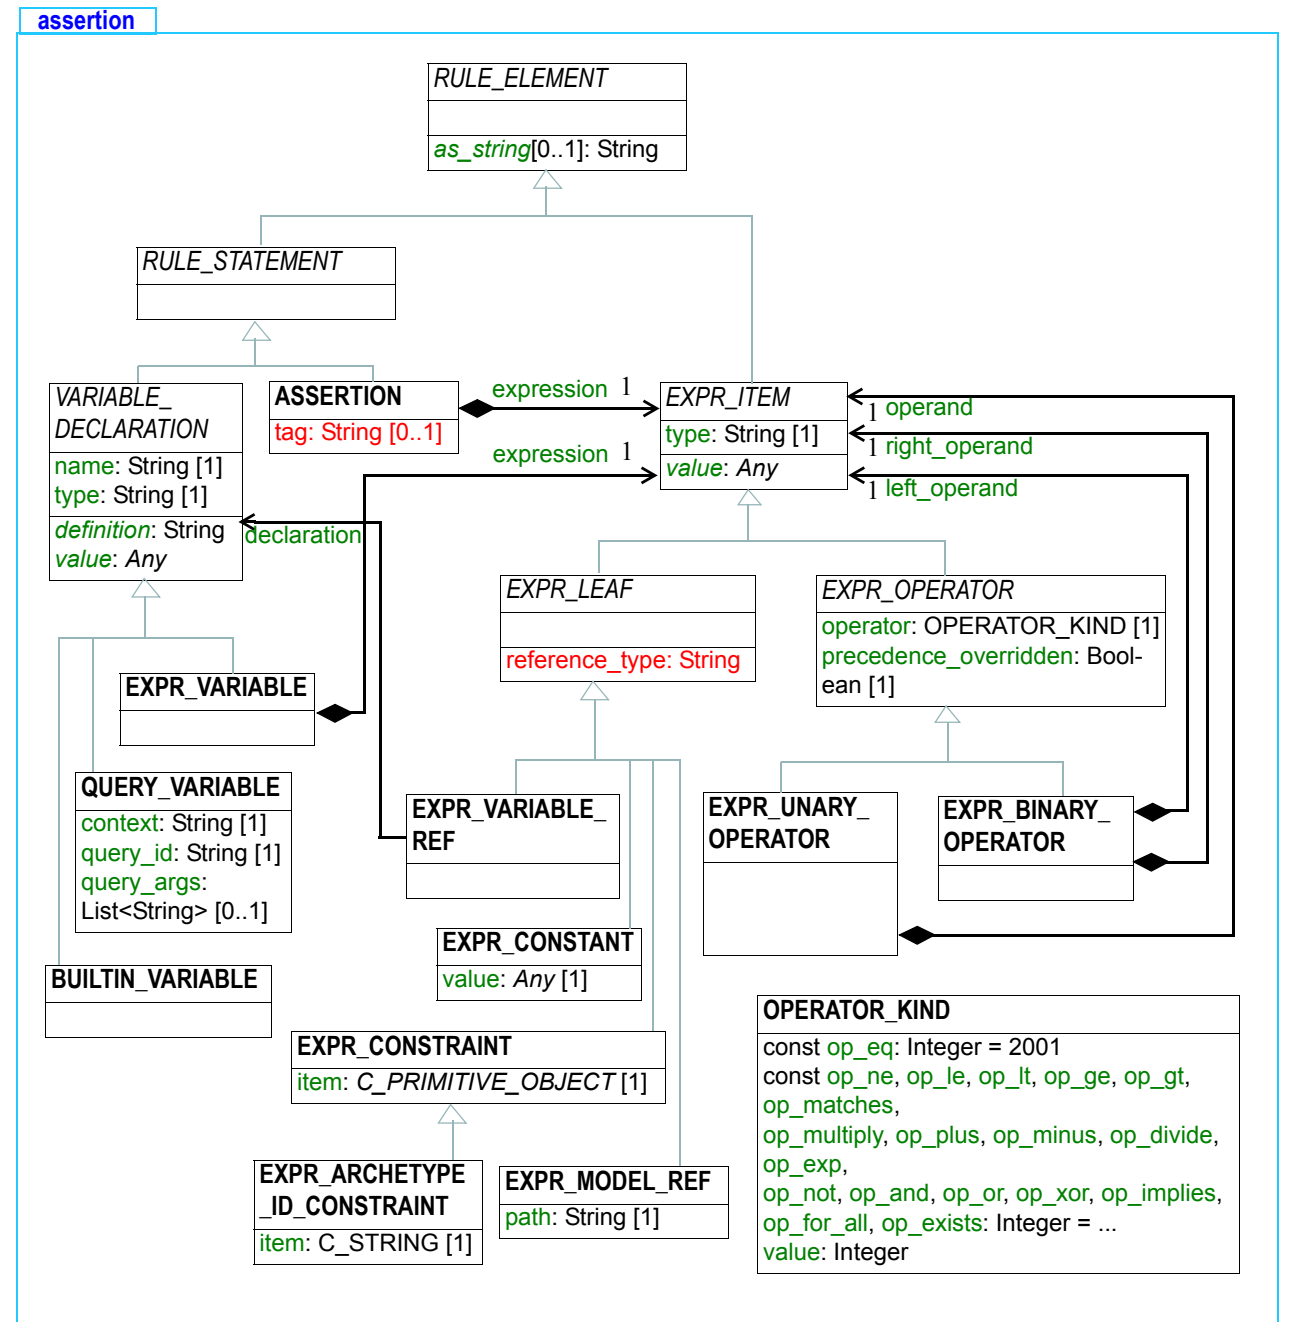 assertion
RULE_ELEMENT
as_string[0..1]: String
RULE_STATEMENT
VARIABLE_
DECLARATION
name: String [1]
type: String [1]
definition: String
value: Any
ASSERTION
tag: String [0..1]
expression 1
expression 1
EXPR_ITEM
type: String [1]
value: Any
1 operand
1 right_operand
1 left_operand
declaration
EXPR_LEAF
reference_type: String
EXPR_OPERATOR
operator: OPERATOR_KIND [1]
precedence_overridden: Bool-
ean [1]
EXPR_VARIABLE
QUERY_VARIABLE
context: String [1]
query_id: String [1]
query_args:
List<String> [0..1]
BUILTIN_VARIABLE
EXPR_VARIABLE_
REF
EXPR_UNARY_
OPERATOR
EXPR_BINARY_
OPERATOR
EXPR_CONSTANT
value: Any [1]
EXPR_CONSTRAINT
item: C_PRIMITIVE_OBJECT [1]
EXPR_ARCHETYPE
_ID_CONSTRAINT
item: C_STRING [1]
EXPR_MODEL_REF
path: String [1]
OPERATOR_KIND
const op_eq: Integer = 2001
const op_ne, op_le, op_lt, op_ge, op_gt,
op_matches,
op_multiply, op_plus, op_minus, op_divide,
op_exp,
op_not, op_and, op_or, op_xor, op_implies,
op_for_all, op_exists: Integer = ...
value: Integer